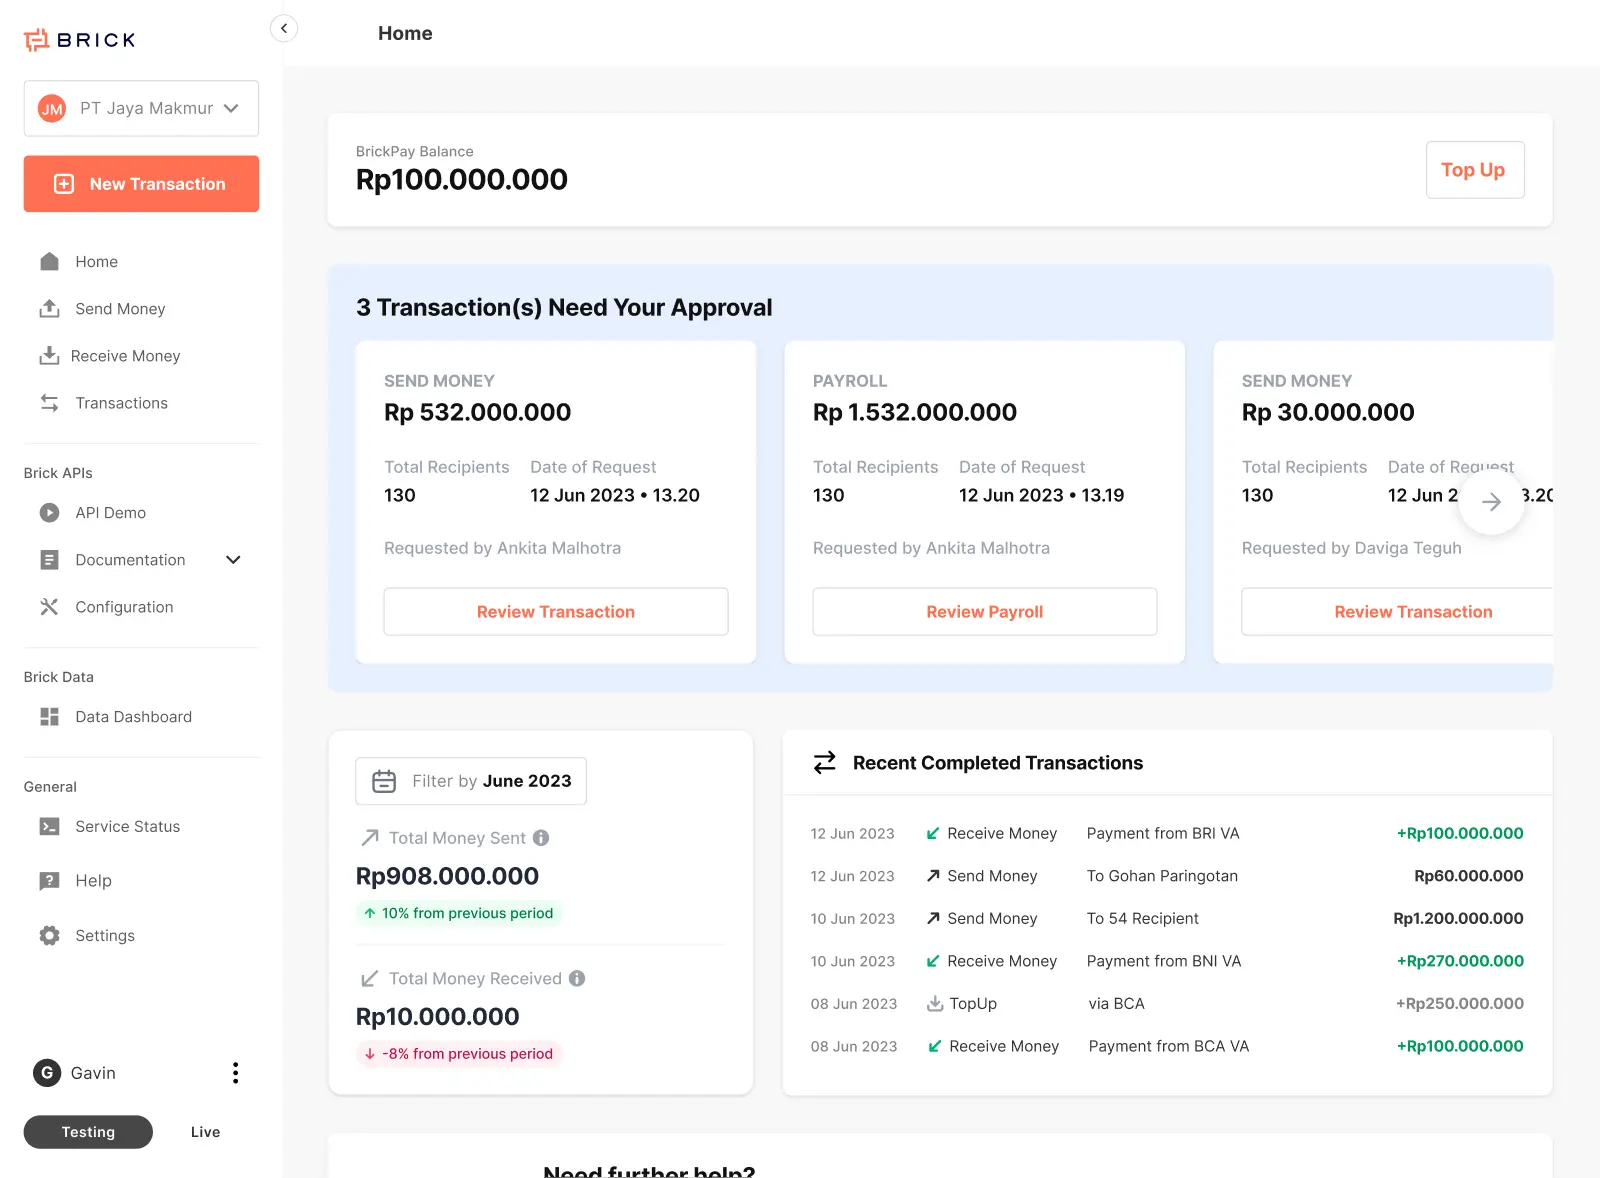 BRICK
JM PT Jaya Makmur
New Transaction
Home
Send Money
Receive Money
Transactions
Brick APIs
API Demo
Documentation
Configuration
Brick Data
Data Dashboard
General
Service Status
Help
Settings
G Gavin
Testing Live
Home
BrickPay Balance
Rp100.000.000
Top Up
3 Transaction(s) Need Your Approval
SEND MONEY
Rp 532.000.000
Total Recipients Date of Request
130 12 Jun 2023 • 13.20
Requested by Ankita Malhotra
Review Transaction
PAYROLL
Rp 1.532.000.000
Total Recipients Date of Request
130 12 Jun 2023 • 13.19
Requested by Ankita Malhotra
Review Payroll
SEND MONEY
Rp 30.000.000
Total Recipients Date of Request
130 12 Jun
Requested by Daviga Teguh
Review Transaction
Filter by June 2023
Total Money Sent
Rp908.000.000
10% from previous period
Total Money Received
Rp10.000.000
-8% from previous period
Recent Completed Transactions
12 Jun 2023 Receive Money Payment from BRI VA +Rp100.000.000
12 Jun 2023 Send Money To Gohan Paringotan Rp60.000.000
10 Jun 2023 Send Money To 54 Recipient Rp1.200.000.000
10 Jun 2023 Receive Money Payment from BNI VA +Rp270.000.000
08 Jun 2023 TopUp via BCA +Rp250.000.000
08 Jun 2023 Receive Money Payment from BCA VA +Rp100.000.000
Need further help?